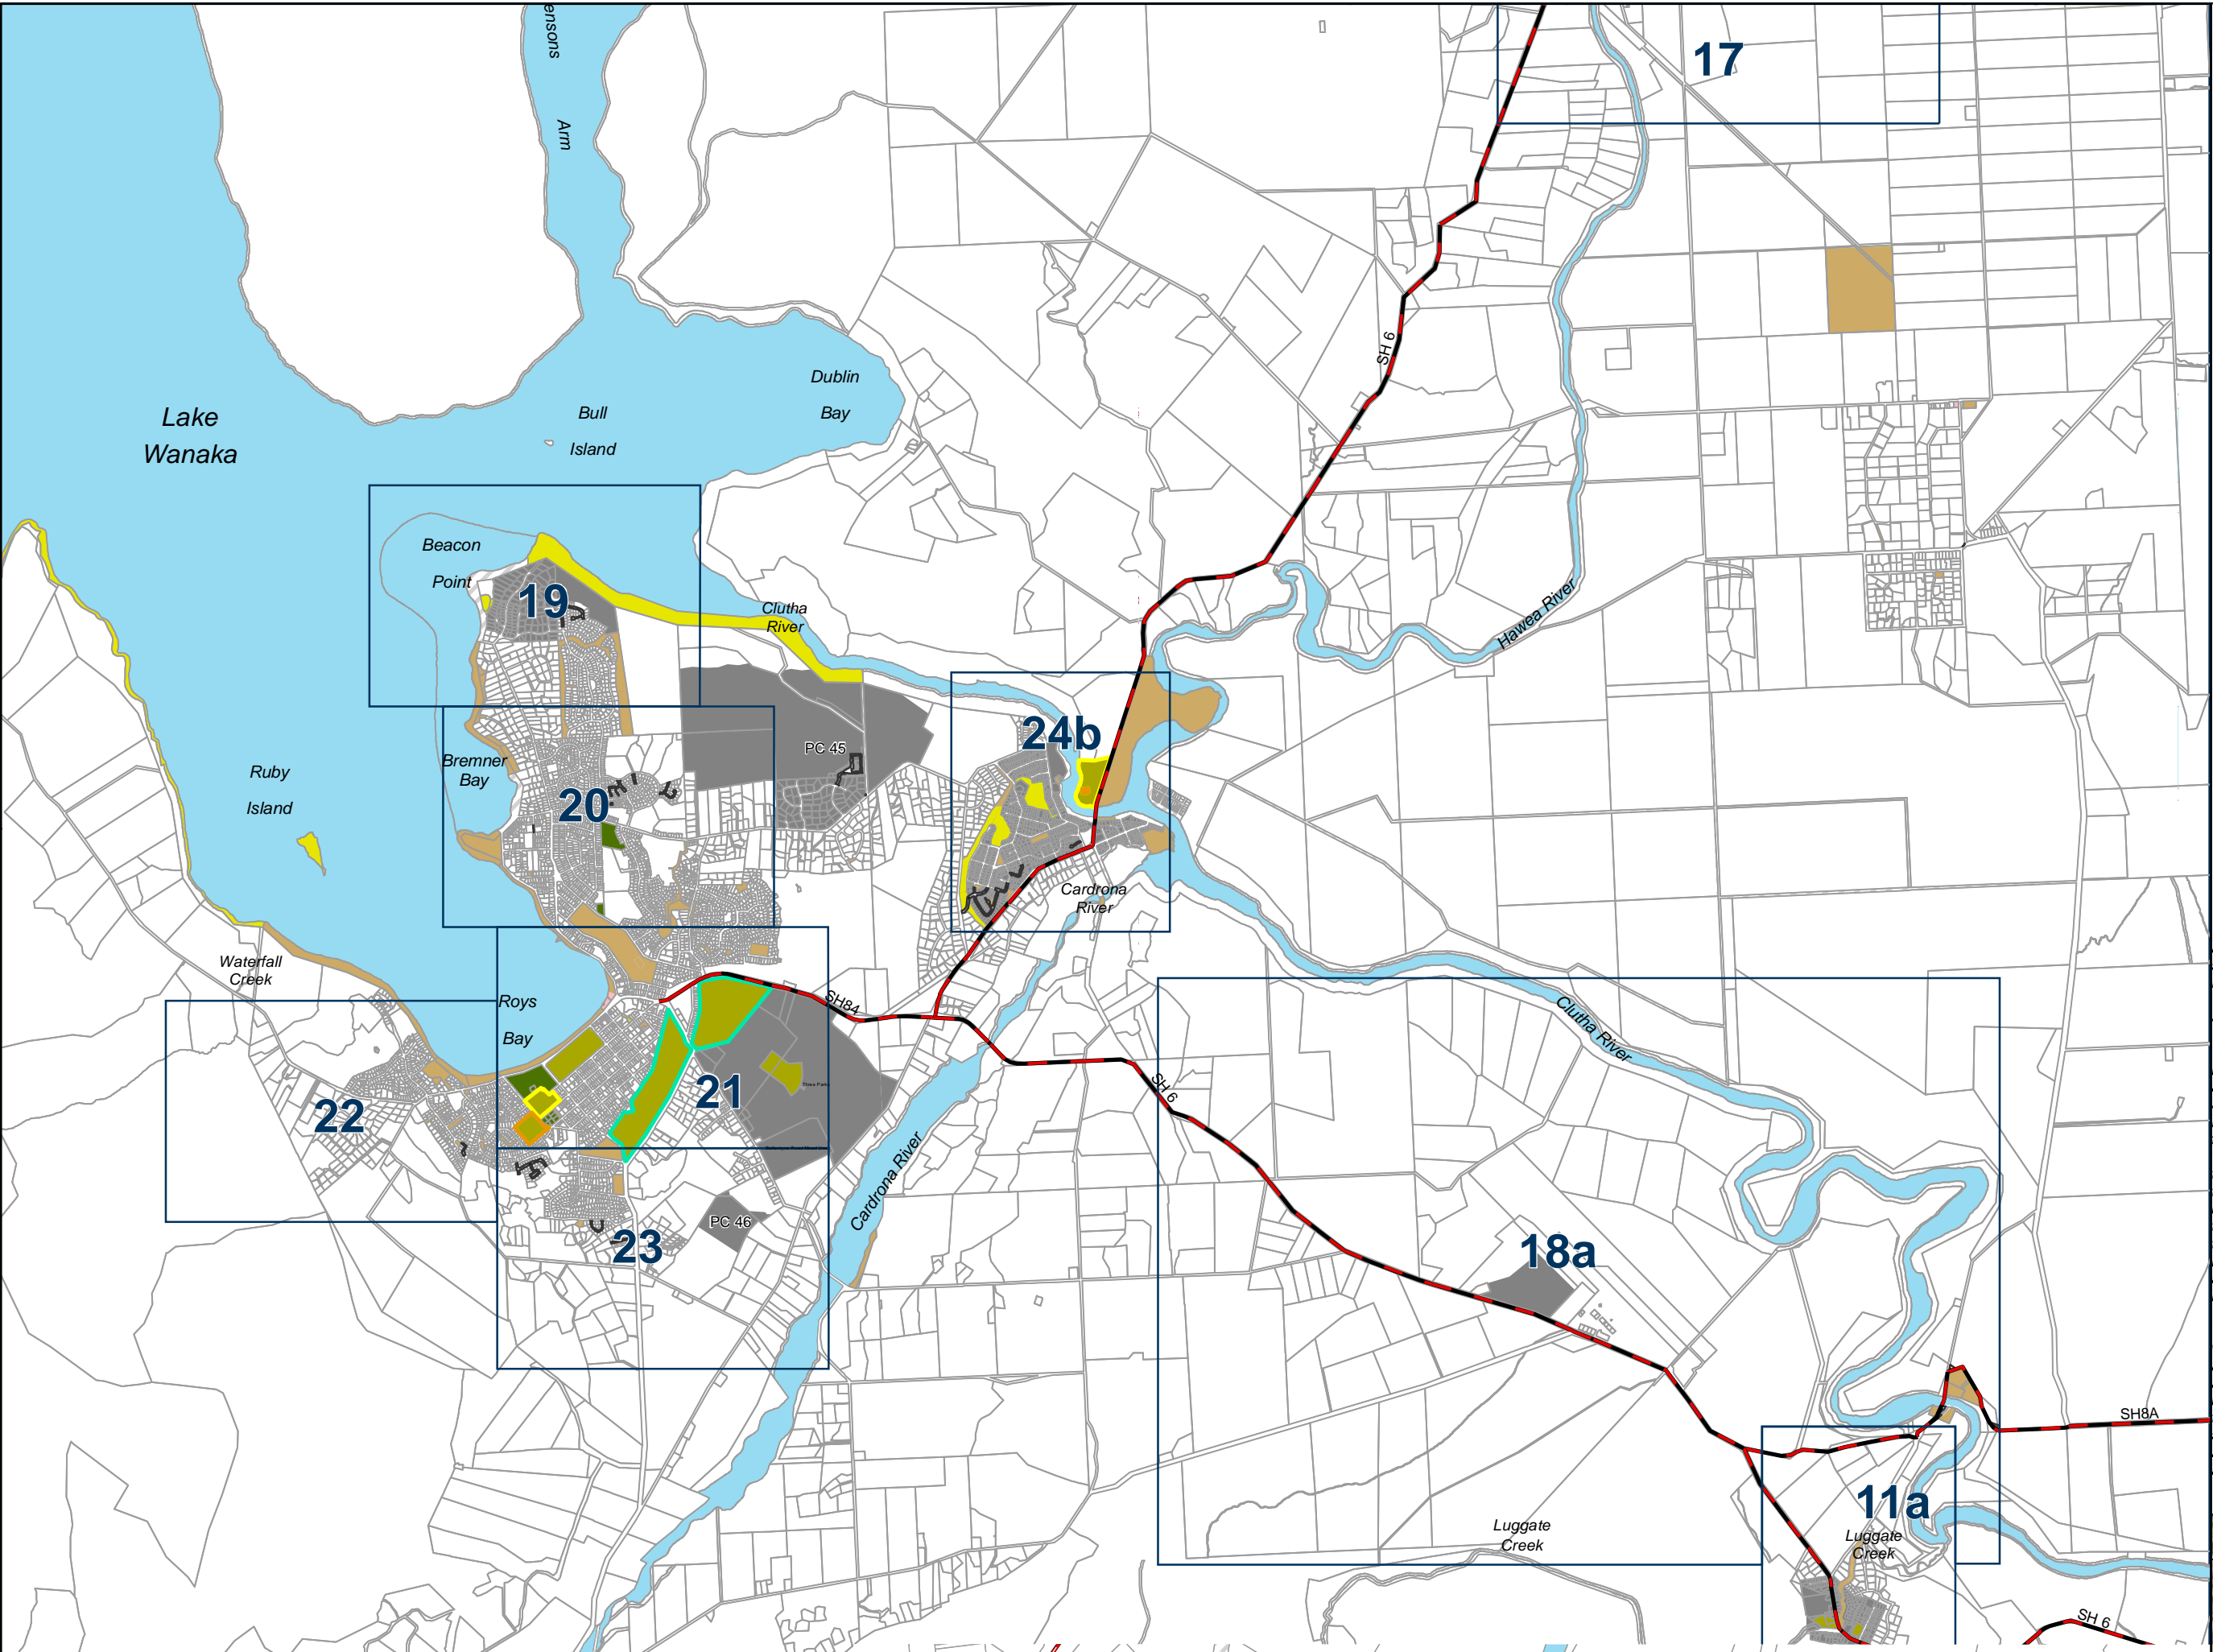 ensons
Arm
17
SH 6
Dublin
Bay
Lake
Wanaka
Bull
Island
Beacon
Point
19
Clutha
River
Hawea River
24b
PC 45
Bremner
Bay
Ruby
Island
20
Cardrona
River
Waterfall
Creek
Roys
Bay
SH84
Clutha River
21
SH 6
22
Cardrona River
PC 46
23
18a
SH8A
11a
Luggate
Creek
Luggate
Creek
SH 6